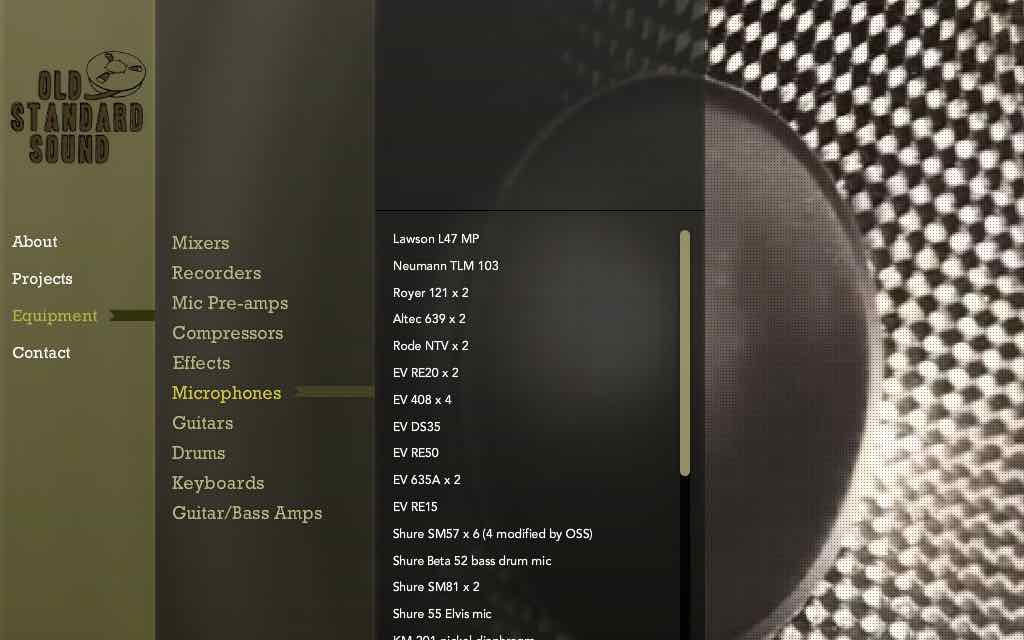 OLD
STANDARD
SOUND
About
Projects
Equipment
Contact
Mixers
Recorders
Mic Pre-amps
Compressors
Effects
Microphones
Guitars
Drums
Keyboards
Guitar/Bass Amps
Lawson L47 MP
Neumann TLM 103
Royer 121 x 2
Altec 639 x 2
Rode NTV x 2
EV RE20 x 2
EV 408 x 4
EV DS35
EV RE50
EV 635A x 2
EV RE15
Shure SM57 x 6 (4 modified by OSS)
Shure Beta 52 bass drum mic
Shure SM81 x 2
Shure 55 Elvis mic